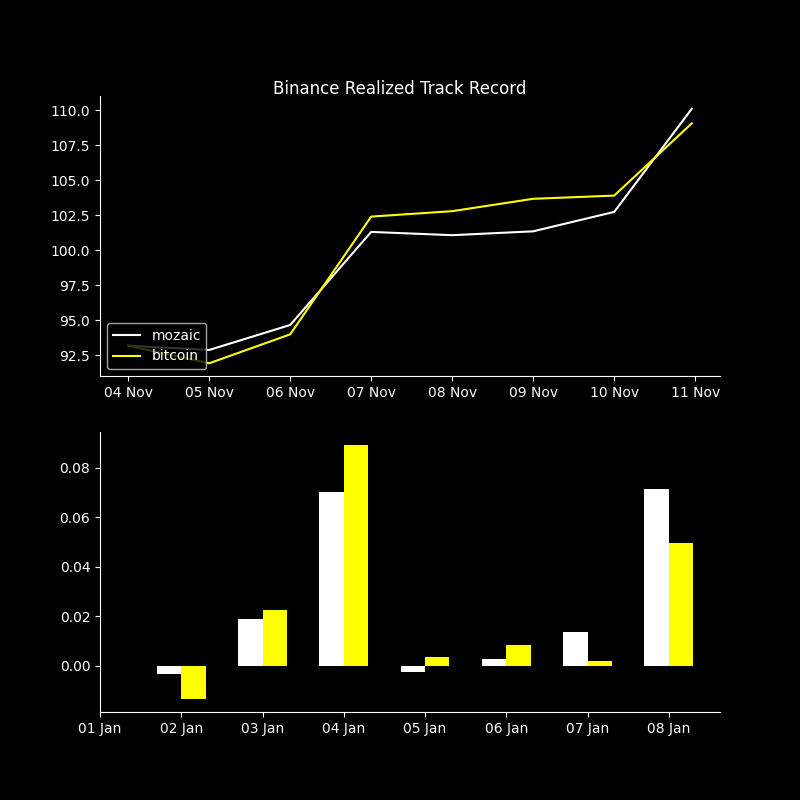 Binance Realized Track Record
110.0
107.5
105.0
102.5
100.0
97.5
95.0
92.5
mozaic
bitcoin
04 Nov 05 Nov 06 Nov 07 Nov 08 Nov 09 Nov 10 Nov 11 Nov
0.08
0.06
0.04
0.02
0.00
01 Jan 02 Jan 03 Jan 04 Jan 05 Jan 06 Jan 07 Jan 08 Jan